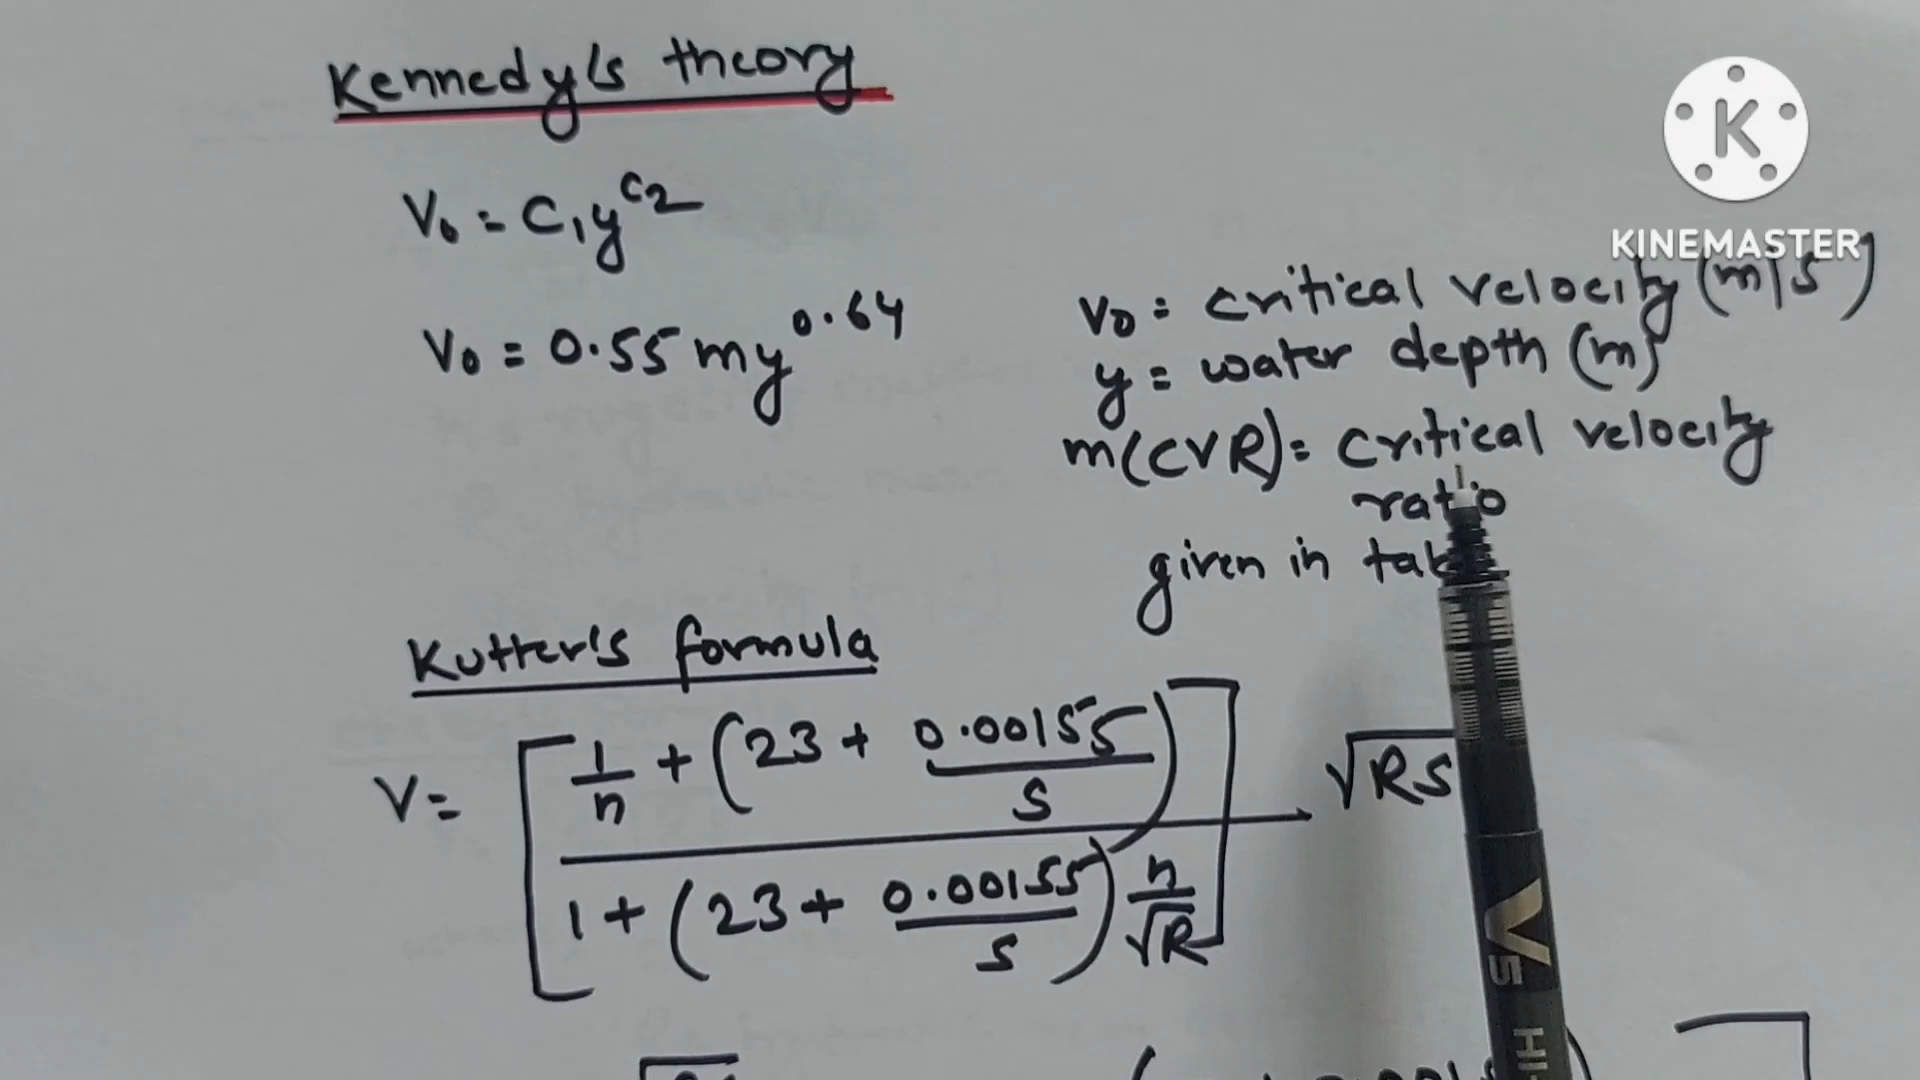 Kennedy's theory
K
KINEMASTER
V₀ = C₁y^C2
V₀ = 0.55 my^0.64
V₀ = critical velocity (m/s)
y = water depth (m)
m(CVR) = critical velocity
ratio
given in
Kutter's formula
V = [ (1/n + (23 + 0.00155/S)) / (1 + (23 + 0.00155/S) n/√R) ] √RS
V5
HI-